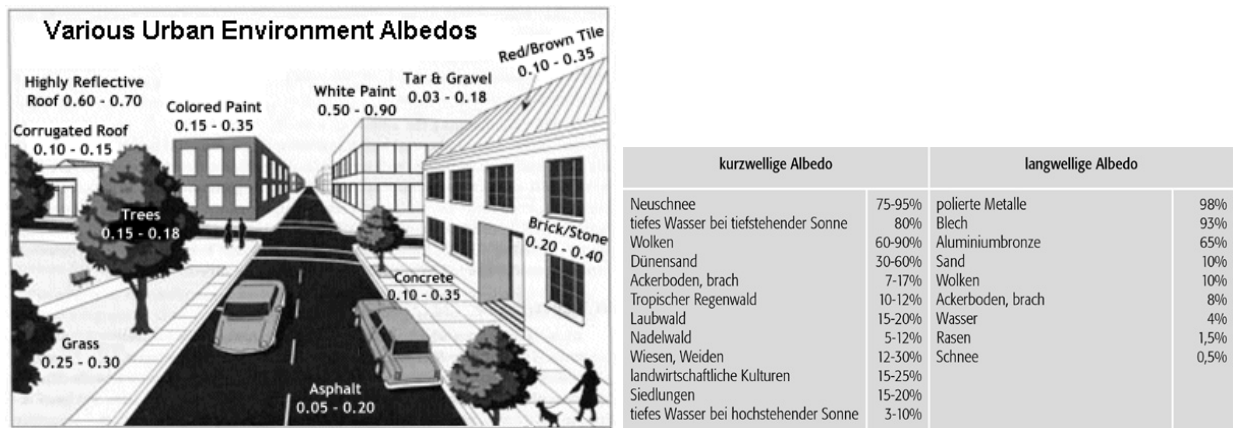 Various Urban Environment Albedos
Highly Reflective
Roof 0.60 - 0.70
Corrugated Roof
0.10 - 0.15
Colored Paint
0.15 - 0.35
White Paint
0.50 - 0.90
Tar & Gravel
0.03 - 0.18
Red/Brown Tile
0.10 - 0.35
Trees
0.15 - 0.18
Brick/Stone
0.20 - 0.40
Concrete
0.10 - 0.35
Grass
0.25 - 0.30
Asphalt
0.05 - 0.20
kurzwellige Albedo langwellige Albedo
Neuschnee 75-95% polierte Metalle 98%
tiefes Wasser bei tiefstehender Sonne 80% Blech 93%
Wolken 60-90% Aluminiumbronze 65%
Dünensand 30-60% Sand 10%
Ackerboden, brach 7-17% Wolken 10%
Tropischer Regenwald 10-12% Ackerboden, brach 8%
Laubwald 15-20% Wasser 4%
Nadelwald 5-12% Rasen 1,5%
Wiesen, Weiden 12-30% Schnee 0,5%
landwirtschaftliche Kulturen 15-25%
Siedlungen 15-20%
tiefes Wasser bei hochstehender Sonne 3-10%